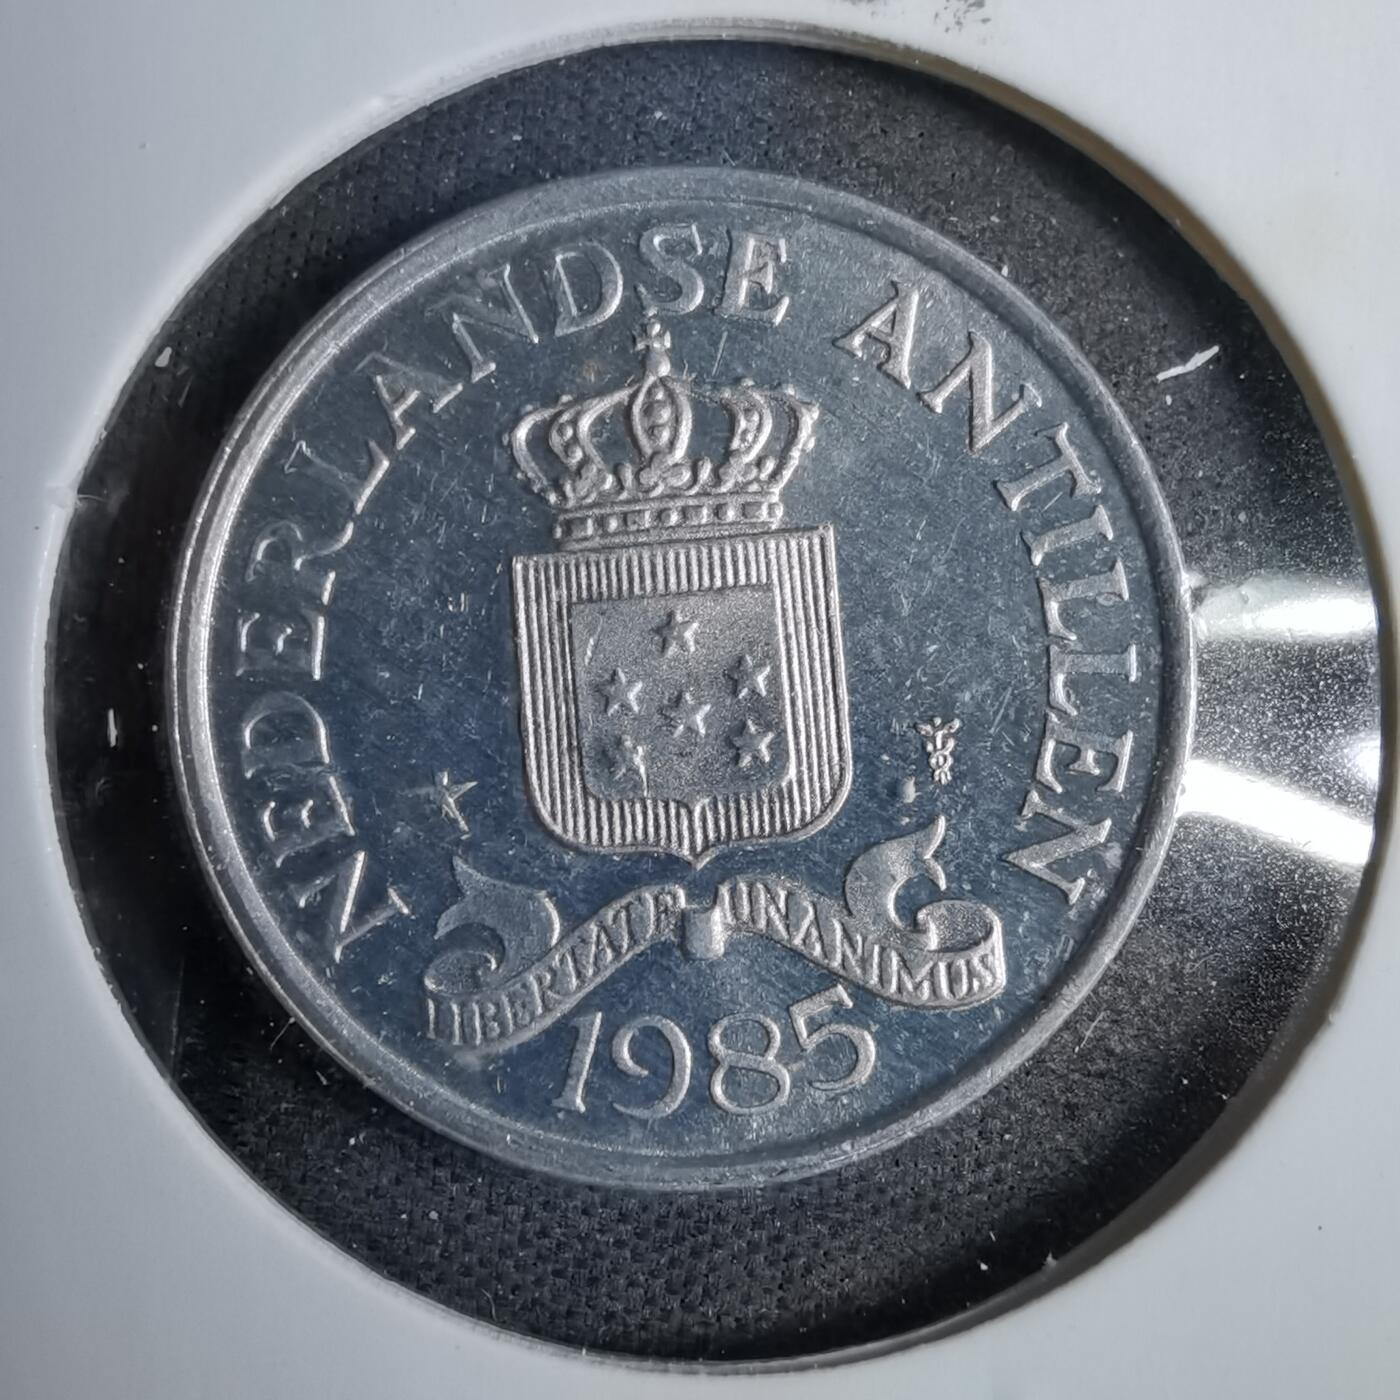 NEDERLANDSE ANTILLEN
LIBERTATE UNANIMUS
1985